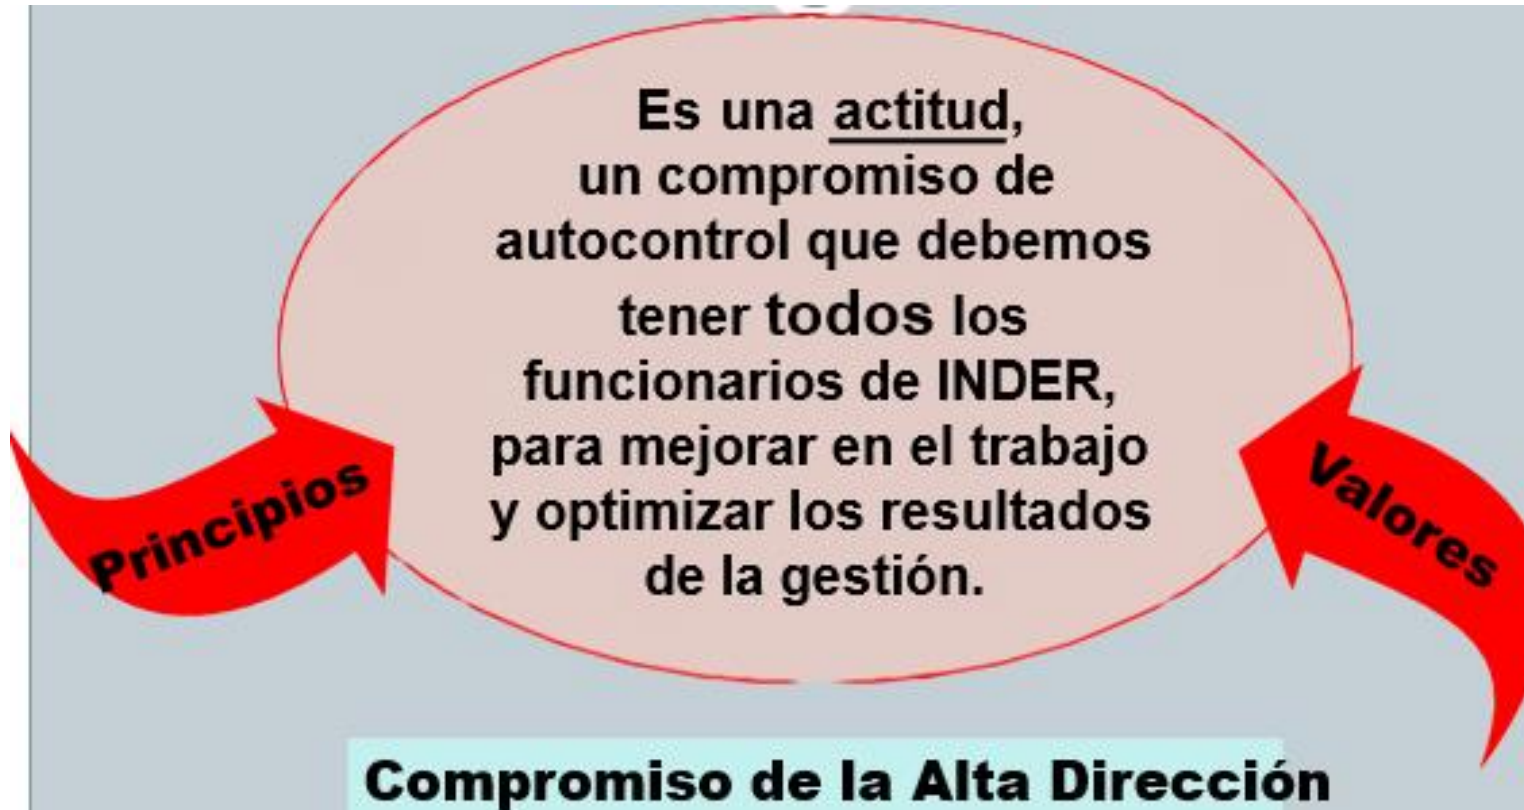 Es una actitud,
un compromiso de
autocontrol que debemos
tener todos los
funcionarios de INDER,
para mejorar en el trabajo
y optimizar los resultados
de la gestión.
Principios
Valores
Compromiso de la Alta Dirección